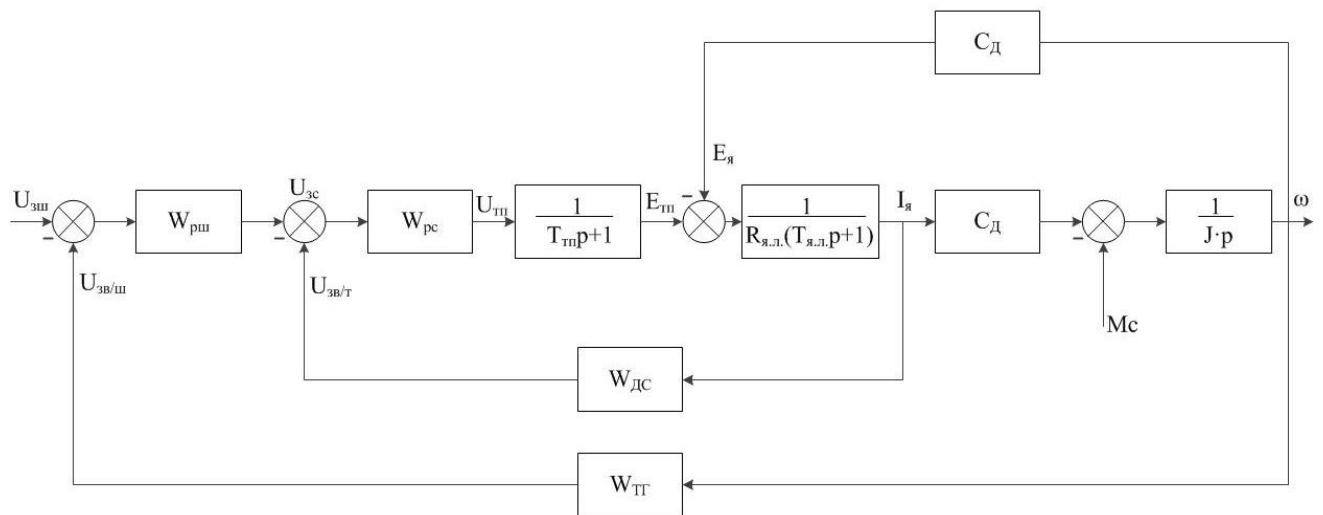 Cд
Eя
Uзш
Wрш
Uзс
Wрс
Uтп
1
Tтпp+1
Eтп
1
Rя.л.(Tя.л.p+1)
Iя
Cд
1
J·p
ω
Uзв/ш
Uзв/т
Мс
WДС
WТГ